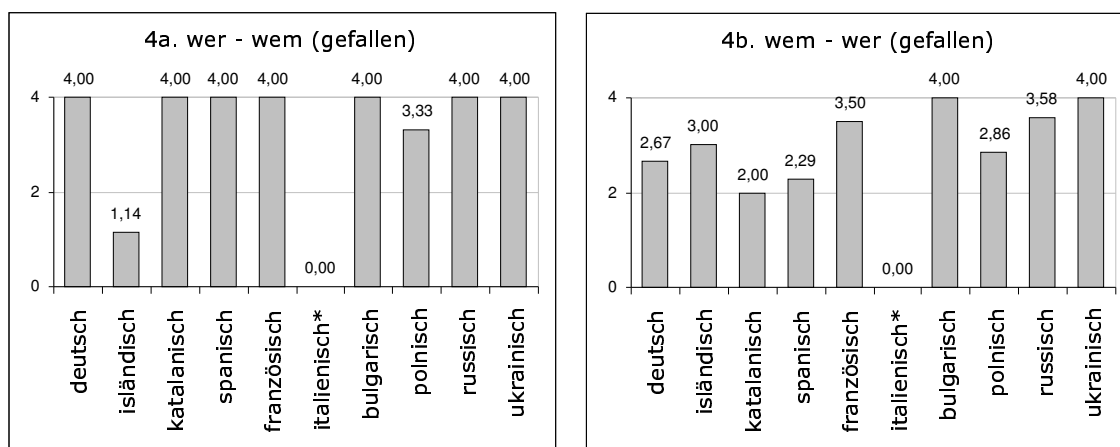 4a. wer - wem (gefallen)
4,00 4,00 4,00 4,00 4,00 4,00 4,00
4
3,33
2
1,14
0,00
0
deutsch
isländisch
katalanisch
spanisch
französisch
italienisch*
bulgarisch
polnisch
russisch
ukrainisch
4b. wem - wer (gefallen)
4,00 4,00
4
3,50 3,58
2,67 3,00 2,00 2,29 2,86
2
0,00
0
deutsch
isländisch
katalanisch
spanisch
französisch
italienisch*
bulgarisch
polnisch
russisch
ukrainisch